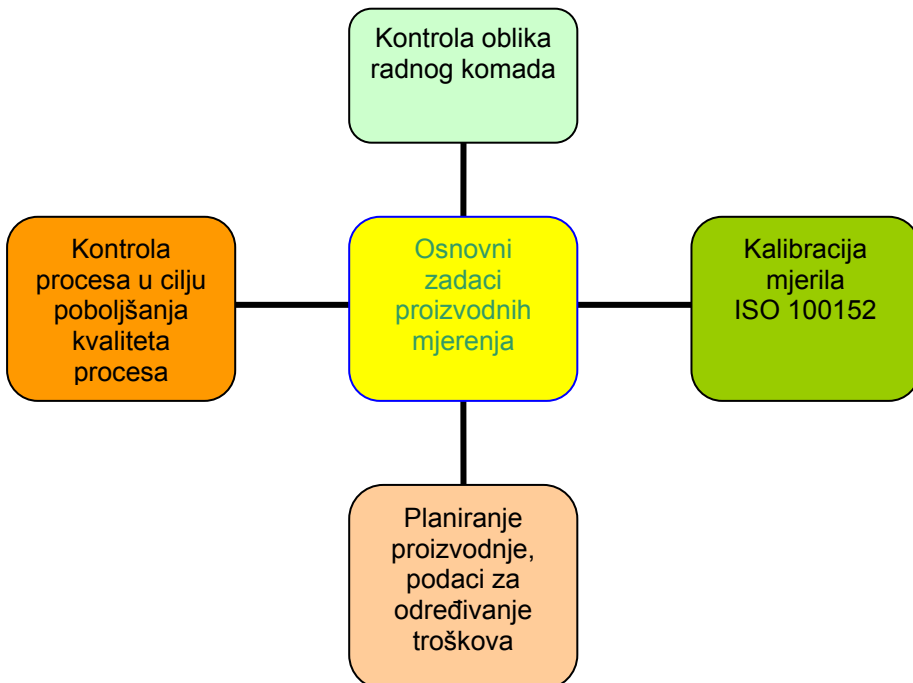 Kontrola oblika
radnog komada
Kontrola
procesa u cilju
poboljšanja
kvaliteta
procesa
Osnovni
zadaci
proizvodnih
mjerenja
Kalibracija
mjerila
ISO 100152
Planiranje
proizvodnje,
podaci za
određivanje
troškova